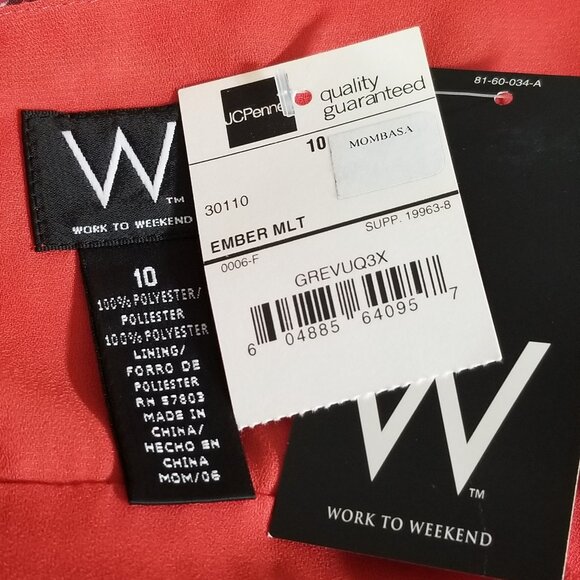 W
TM
WORK TO WEEKEND
10
100% POLYESTER/
POLIESTER
100% POLYESTER
LINING/
FORRO DE
POLIESTER
RN 57803
MADE IN
CHINA/
HECHO EN
CHINA
MOM/06
JCPenne
quality
guaranteed
10
MOMBASA
30110
EMBER MLT
SUPP. 19963-8
0006-F
GREVUQ3X
6 04885 64095 7
81-60-034-A
W
TM
WORK TO WEEKEND